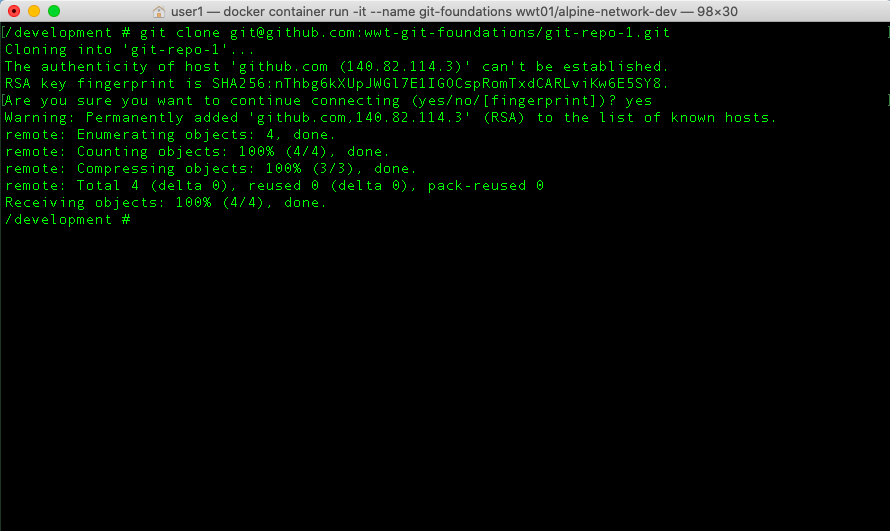 user1 — docker container run -it --name git-foundations wwt01/alpine-network-dev — 98×30
[/development # git clone git@github.com:wwt-git-foundations/git-repo-1.git ]
Cloning into 'git-repo-1'...
The authenticity of host 'github.com (140.82.114.3)' can't be established.
RSA key fingerprint is SHA256:nThbg6kXUpJWGl7E1IGOCspRomTxdCARLviKw6E5SY8.
[Are you sure you want to continue connecting (yes/no/[fingerprint])? yes ]
Warning: Permanently added 'github.com,140.82.114.3' (RSA) to the list of known hosts.
remote: Enumerating objects: 4, done.
remote: Counting objects: 100% (4/4), done.
remote: Compressing objects: 100% (3/3), done.
remote: Total 4 (delta 0), reused 0 (delta 0), pack-reused 0
Receiving objects: 100% (4/4), done.
/development #